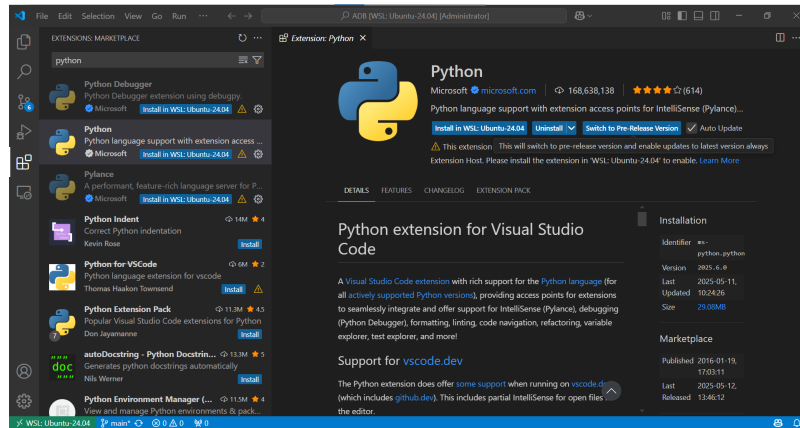 File Edit Selection View Go Run ··· ADB [WSL: Ubuntu-24.04] [Administrator]
EXTENSIONS: MARKETPLACE
python
6
Python Debugger
Python Debugger extension using debugpy.
Microsoft Install in WSL: Ubuntu-24.04
Python
Python language support with extension access ...
Microsoft Install in WSL: Ubuntu-24.04
Pylance
A performant, feature-rich language server for P...
Microsoft Install in WSL: Ubuntu-24.04
Python Indent 14M 4
Correct Python indentation
Kevin Rose Install
Python for VSCode 6M 2
Python language extension for vscode
Thomas Haakon Townsend Install
Python Extension Pack 11.3M 4.5
Popular Visual Studio Code extensions for Python
7 Don Jayamanne Install
autoDocstring - Python Docstrin... 13.3M 5
""" doc """
Generates python docstrings automatically
Nils Werner Install
Python Environment Manager (... 11.5M 4
View and manage Python environments & pack...
Extension: Python
Python
Microsoft microsoft.com 168,638,138 (614)
Python language support with extension access points for IntelliSense (Pylance)...
Install in WSL: Ubuntu-24.04 Uninstall Switch to Pre-Release Version Auto Update
This extension
This will switch to pre-release version and enable updates to latest version always
Extension Host. Please install the extension in 'WSL: Ubuntu-24.04' to enable. Learn More
DETAILS FEATURES CHANGELOG EXTENSION PACK
Python extension for Visual Studio
Code
A Visual Studio Code extension with rich support for the Python language (for
all actively supported Python versions), providing access points for extensions
to seamlessly integrate and offer support for IntelliSense (Pylance), debugging
(Python Debugger), formatting, linting, code navigation, refactoring, variable
explorer, test explorer, and more!
Support for vscode.dev
The Python extension does offer some support when running on vscode.de
(which includes github.dev). This includes partial IntelliSense for open files
the editor.
Installation
Identifier ms-
python.python
Version 2025.6.0
Last 2025-05-11,
Updated 10:24:26
Size 29.08MB
Marketplace
Published 2016-01-19,
17:03:11
Last 2025-05-12,
Released 13:46:12
WSL: Ubuntu-24.04 main* 0 0 0